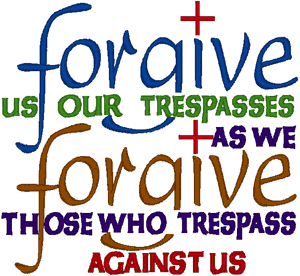 forgive
US OUR TRESPASSES
AS WE
forgive
THOSE WHO TRESPASS
AGAINST US